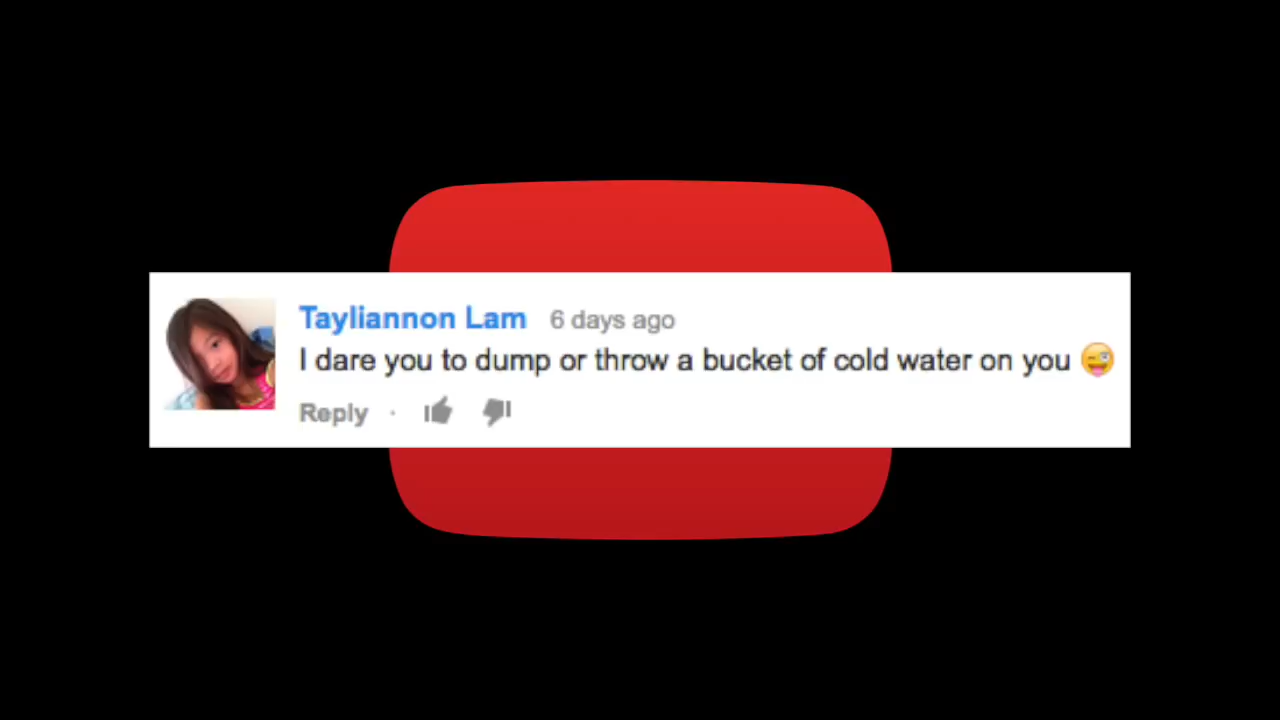 Tayliannon Lam 6 days ago
I dare you to dump or throw a bucket of cold water on you 😜
Reply ·